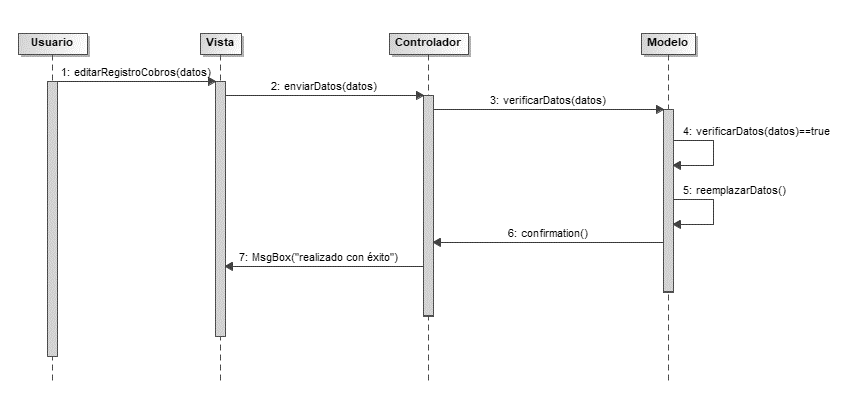 Usuario
Vista
Controlador
Modelo
1: editarRegistroCobros(datos)
2: enviarDatos(datos)
3: verificarDatos(datos)
4: verificarDatos(datos)==true
5: reemplazarDatos()
6: confirmation()
7: MsgBox("realizado con éxito")